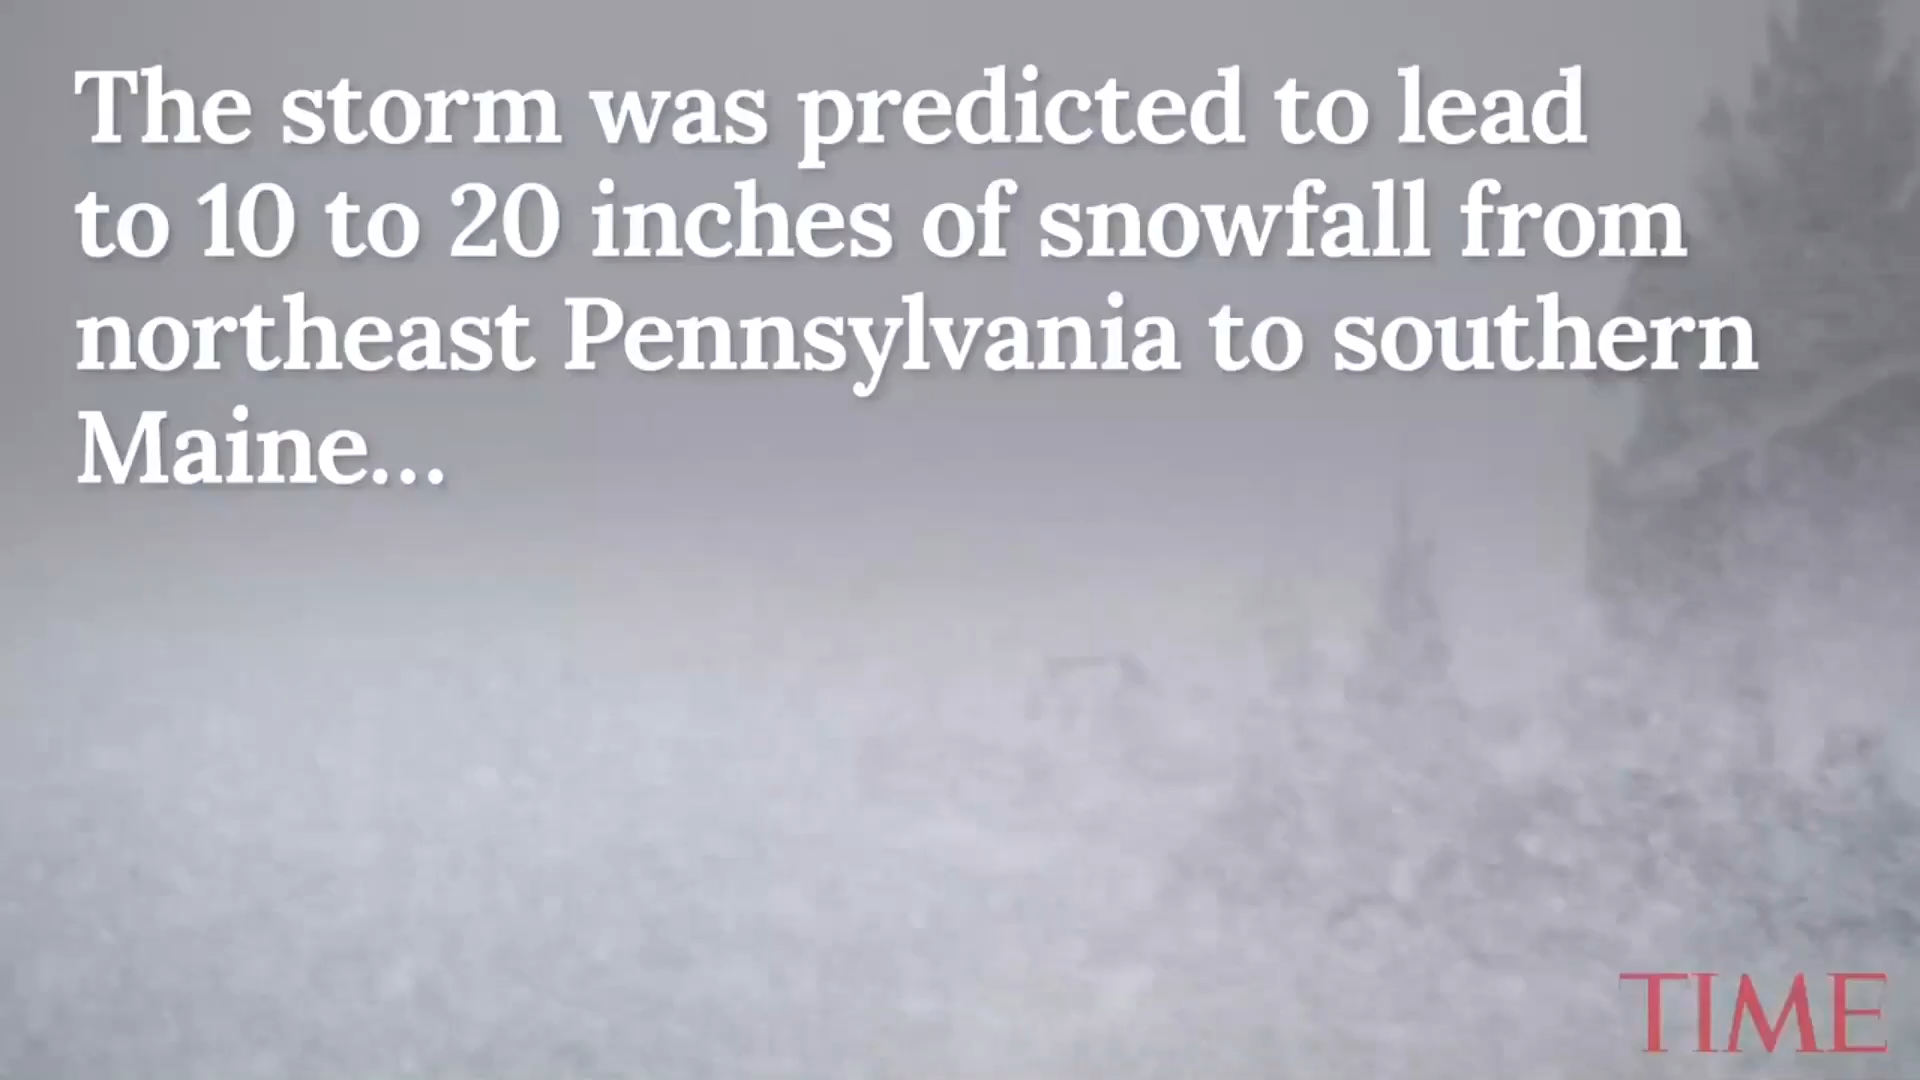 The storm was predicted to lead
to 10 to 20 inches of snowfall from
northeast Pennsylvania to southern
Maine...
TIME